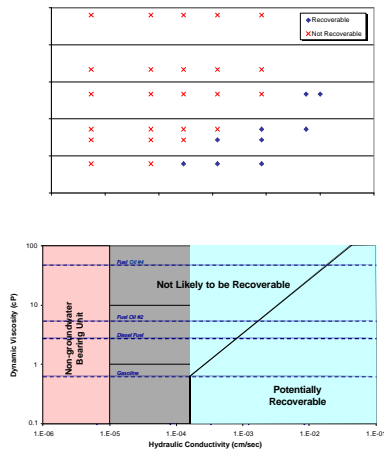 Recoverable
Not Recoverable
100
10
1
0.1
Dynamic Viscosity (cP)
Non-groundwater
Bearing Unit
Fuel Oil #4
Not Likely to be Recoverable
Fuel Oil #2
Diesel Fuel
Gasoline
Potentially
Recoverable
1.E-06
1.E-05
1.E-04
1.E-03
1.E-02
1.E-01
Hydraulic Conductivity (cm/sec)